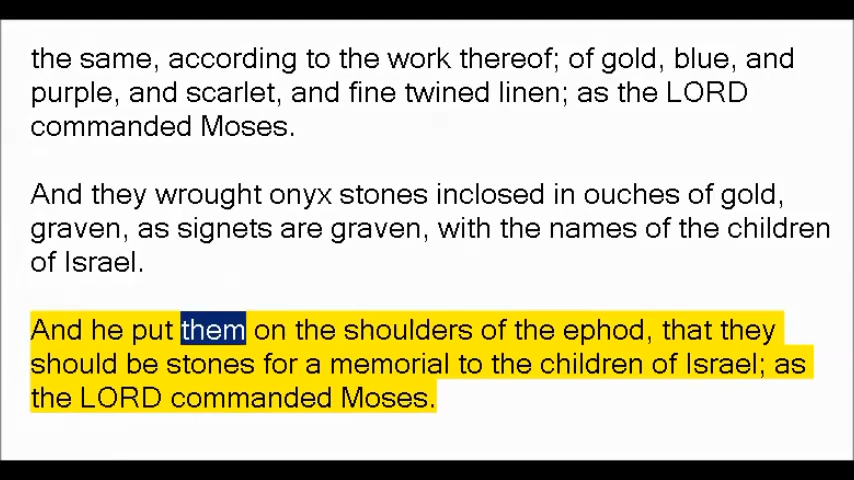 the same, according to the work thereof; of gold, blue, and
purple, and scarlet, and fine twined linen; as the LORD
commanded Moses.
And they wrought onyx stones inclosed in ouches of gold,
graven, as signets are graven, with the names of the children
of Israel.
And he put them on the shoulders of the ephod, that they
should be stones for a memorial to the children of Israel; as
the LORD commanded Moses.